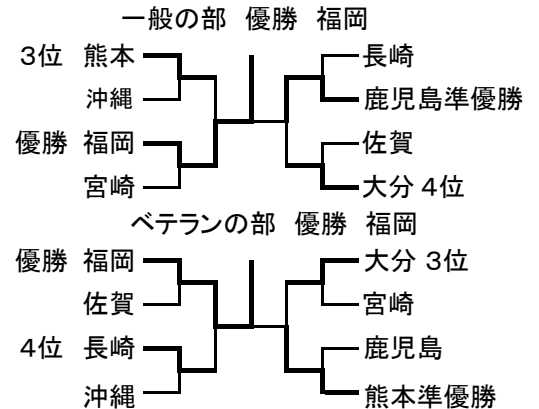 一般の部 優勝 福岡
3位 熊本
沖縄
優勝 福岡
宮崎
長崎
鹿児島準優勝
佐賀
大分 4位
ベテランの部 優勝 福岡
優勝 福岡
佐賀
4位 長崎
沖縄
大分 3位
宮崎
鹿児島
熊本準優勝